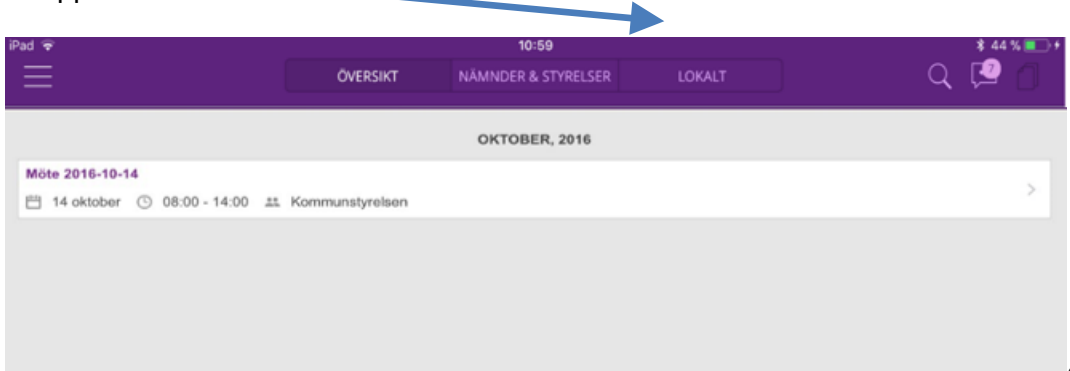 iPad 10:59 44 %
ÖVERSIKT NÄMNDER & STYRELSER LOKALT 7
OKTOBER, 2016
Möte 2016-10-14
14 oktober 08:00 - 14:00 Kommunstyrelsen